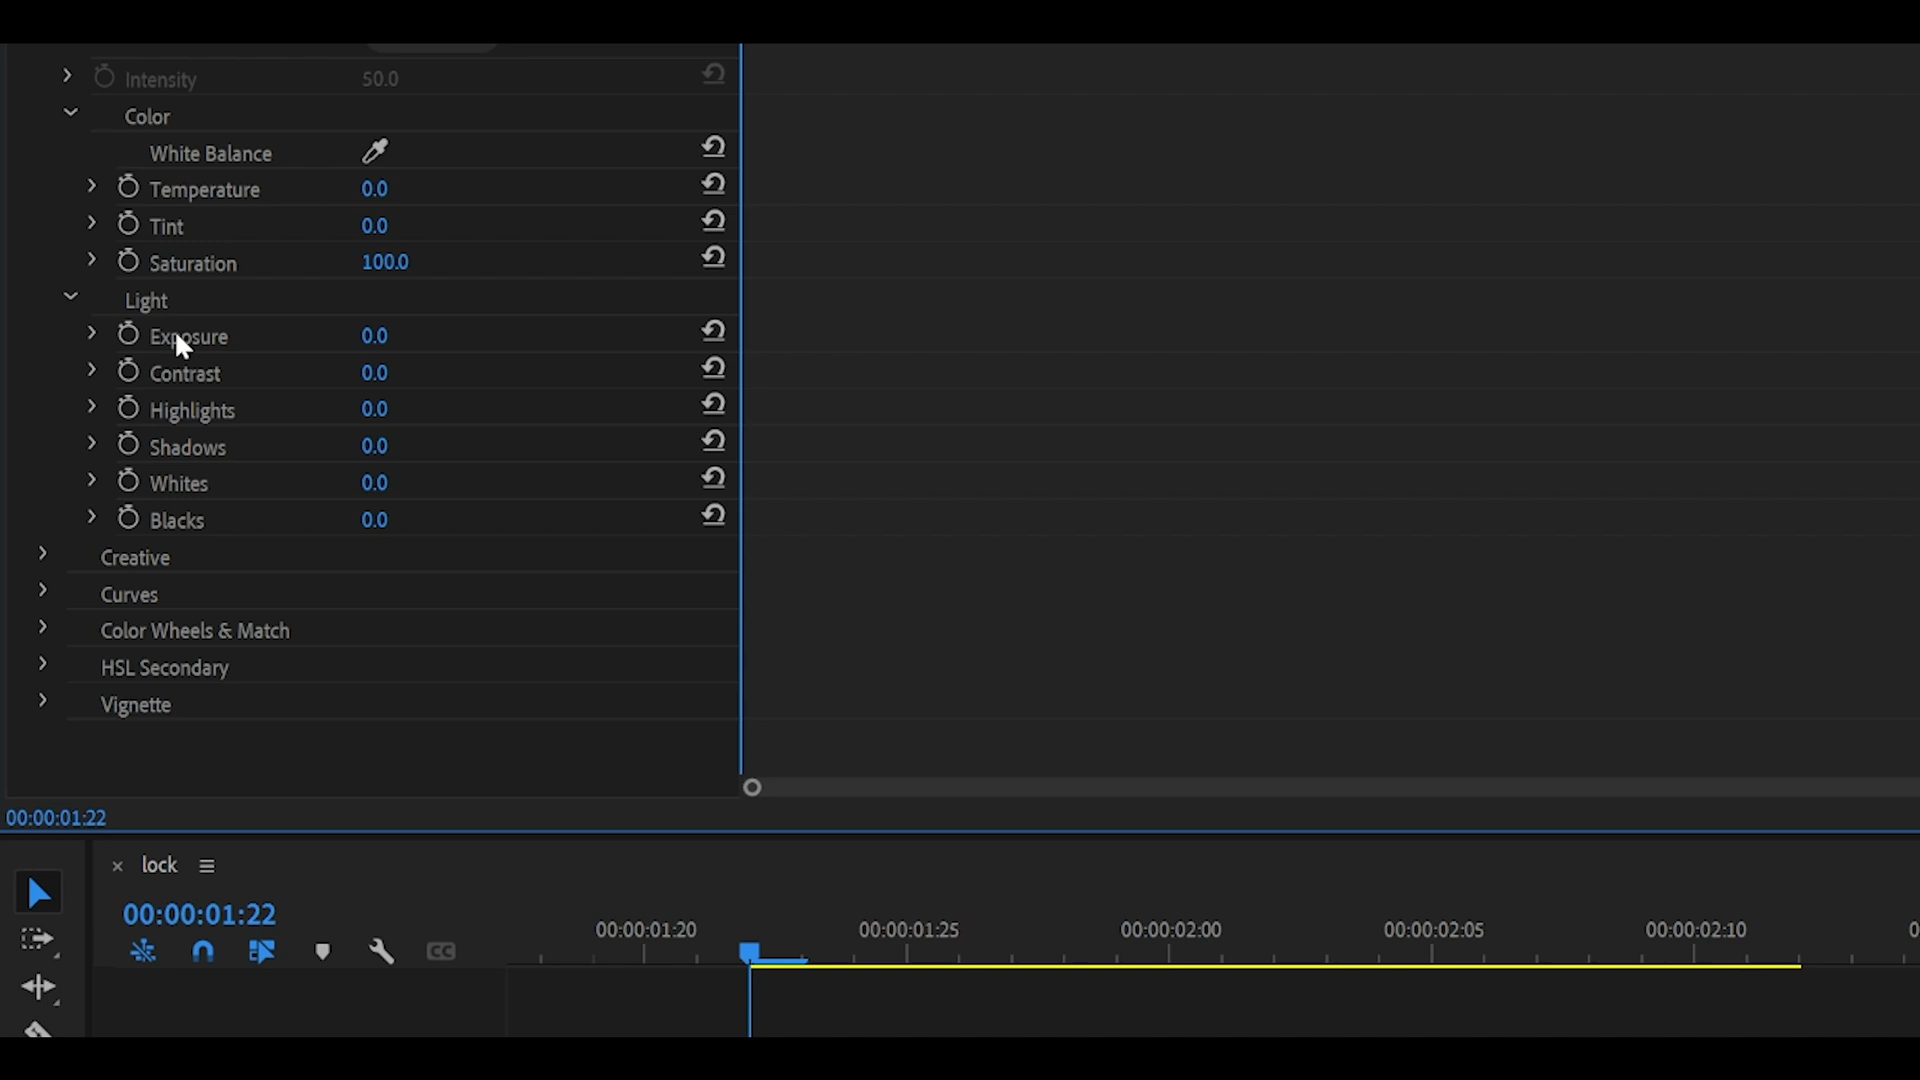 Intensity 50.0
Color
White Balance
Temperature 0.0
Tint 0.0
Saturation 100.0
Light
Exposure 0.0
Contrast 0.0
Highlights 0.0
Shadows 0.0
Whites 0.0
Blacks 0.0
Creative
Curves
Color Wheels & Match
HSL Secondary
Vignette
00:00:01:22
× lock
00:00:01:22
00:00:01:20 00:00:01:25 00:00:02:00 00:00:02:05 00:00:02:10 0
CC